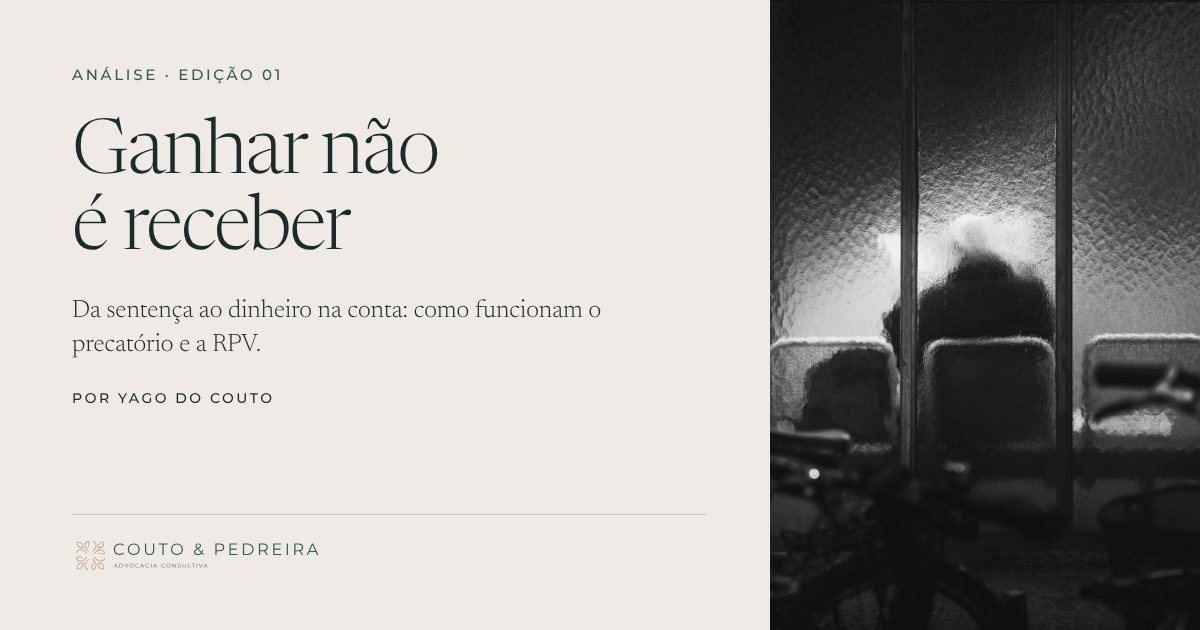 ANÁLISE · EDIÇÃO 01
Ganhar não
é receber
Da sentença ao dinheiro na conta: como funcionam o
precatório e a RPV.
POR YAGO DO COUTO
COUTO & PEDREIRA
ADVOCACIA CONSULTIVA